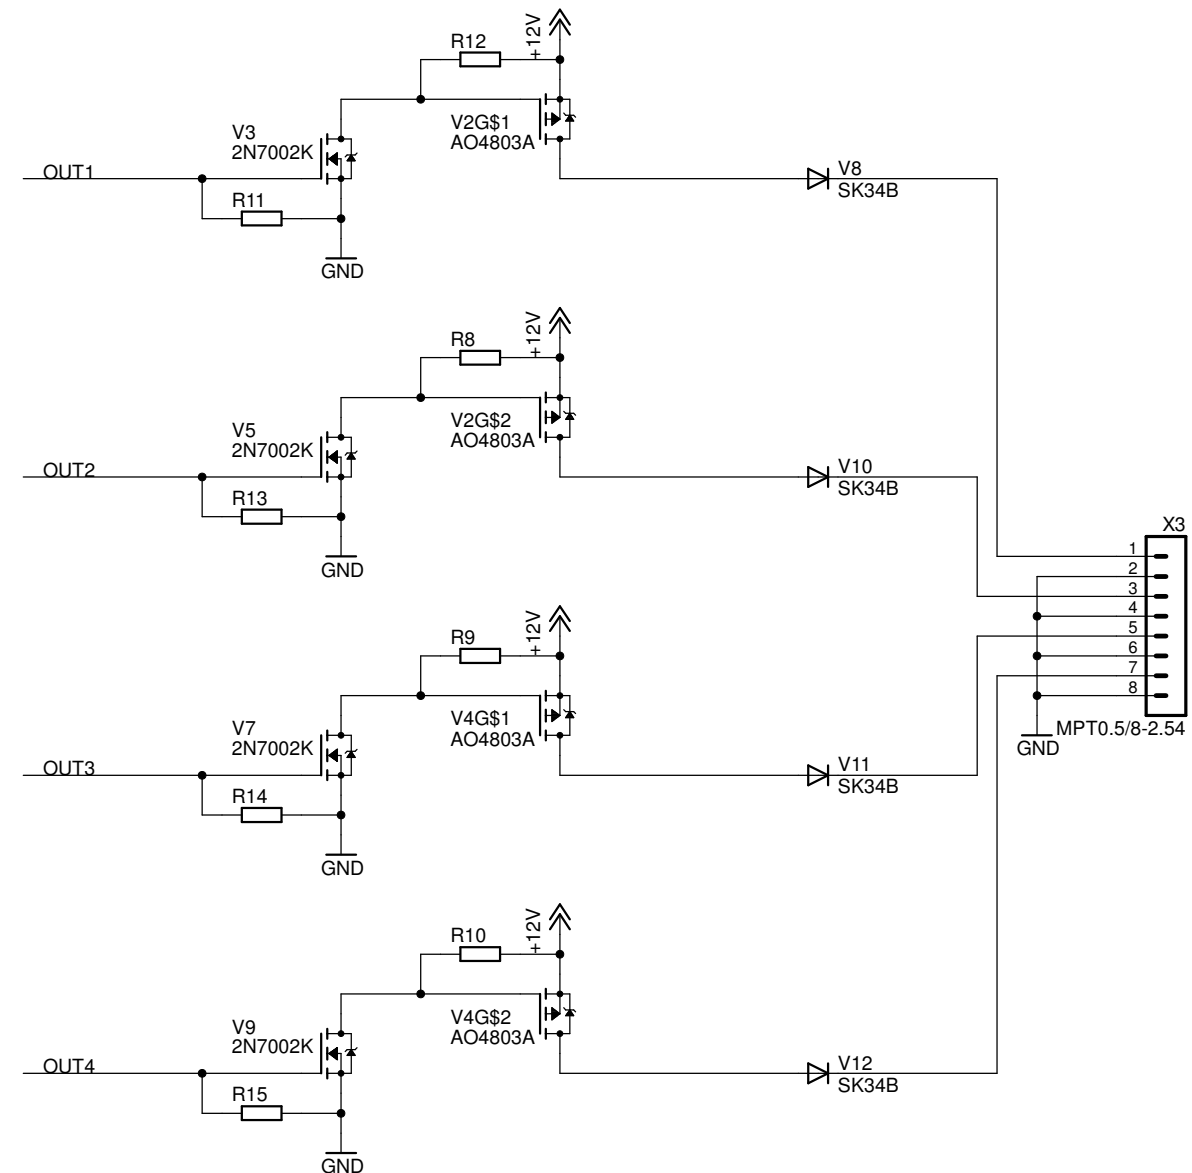 R12
+12V
V3
2N7002K
V2G$1
AO4803A
OUT1
V8
SK34B
R11
GND
R8
+12V
V5
2N7002K
V2G$2
AO4803A
OUT2
V10
SK34B
R13
GND
X3
1
2
3
4
5
6
7
8
MPT0.5/8-2.54
GND
R9
+12V
V7
2N7002K
V4G$1
AO4803A
OUT3
V11
SK34B
R14
GND
R10
+12V
V9
2N7002K
V4G$2
AO4803A
OUT4
V12
SK34B
R15
GND